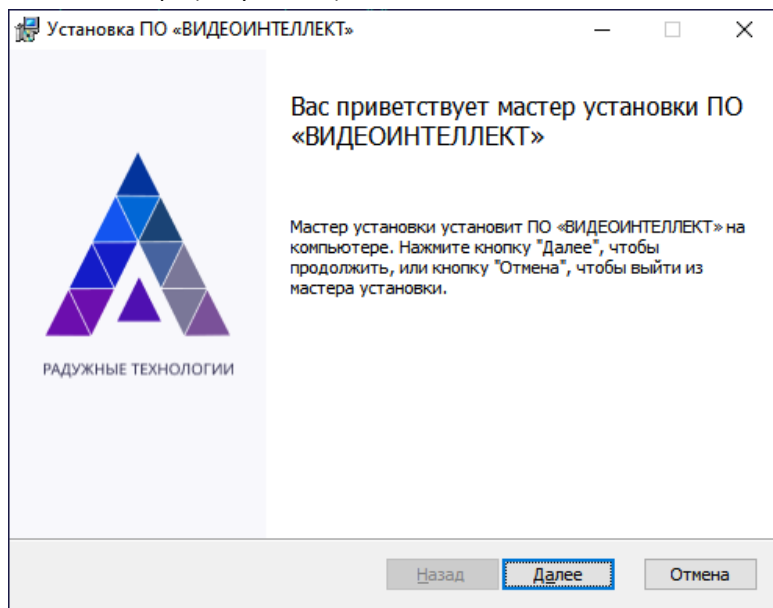 Установка ПО «ВИДЕОИНТЕЛЛЕКТ»
Вас приветствует мастер установки ПО
«ВИДЕОИНТЕЛЛЕКТ»
Мастер установки установит ПО «ВИДЕОИНТЕЛЛЕКТ» на
компьютере. Нажмите кнопку "Далее", чтобы
продолжить, или кнопку "Отмена", чтобы выйти из
мастера установки.
РАДУЖНЫЕ ТЕХНОЛОГИИ
Назад Далее Отмена